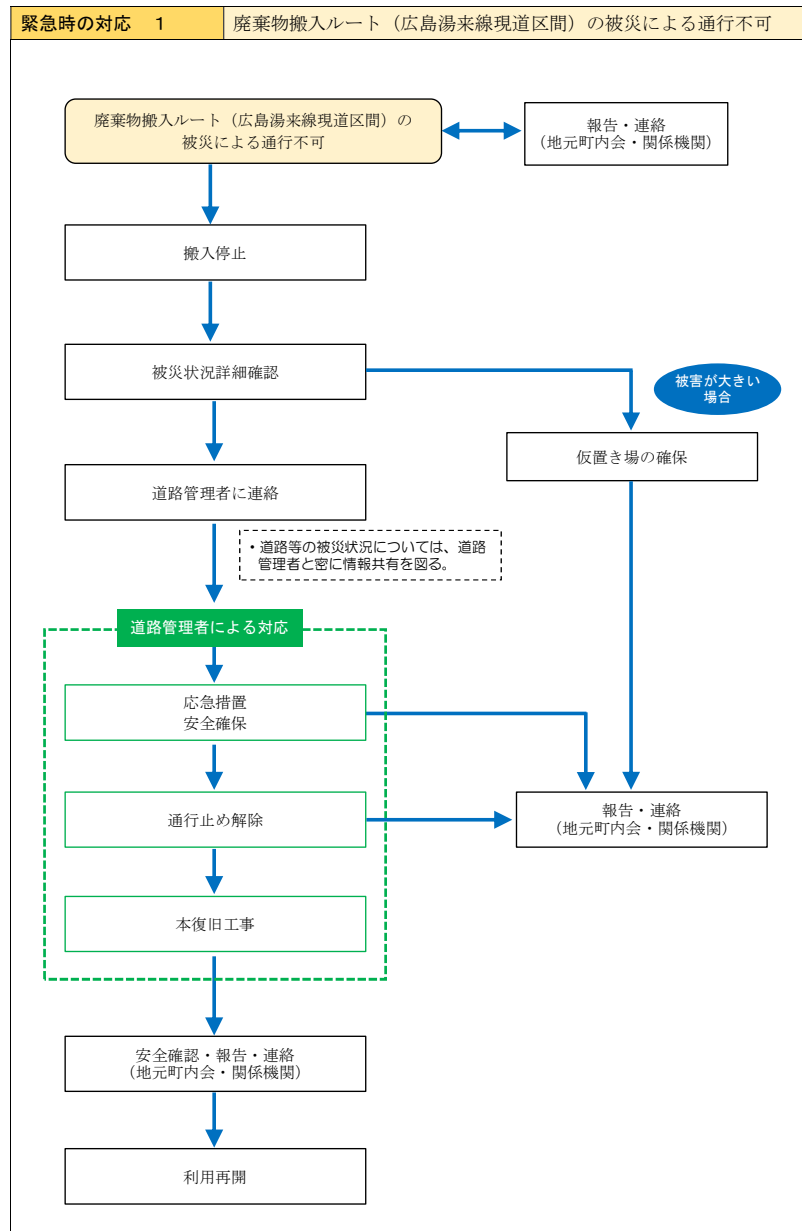 緊急時の対応 1
廃棄物搬入ルート（広島湯来線現道区間）の被災による通行不可
廃棄物搬入ルート（広島湯来線現道区間）の
被災による通行不可
報告・連絡
（地元町内会・関係機関）
搬入停止
被災状況詳細確認
被害が大きい
場合
仮置き場の確保
道路管理者に連絡
・道路等の被災状況については、道路
管理者と密に情報共有を図る。
道路管理者による対応
応急措置
安全確保
通行止め解除
報告・連絡
（地元町内会・関係機関）
本復旧工事
安全確認・報告・連絡
（地元町内会・関係機関）
利用再開